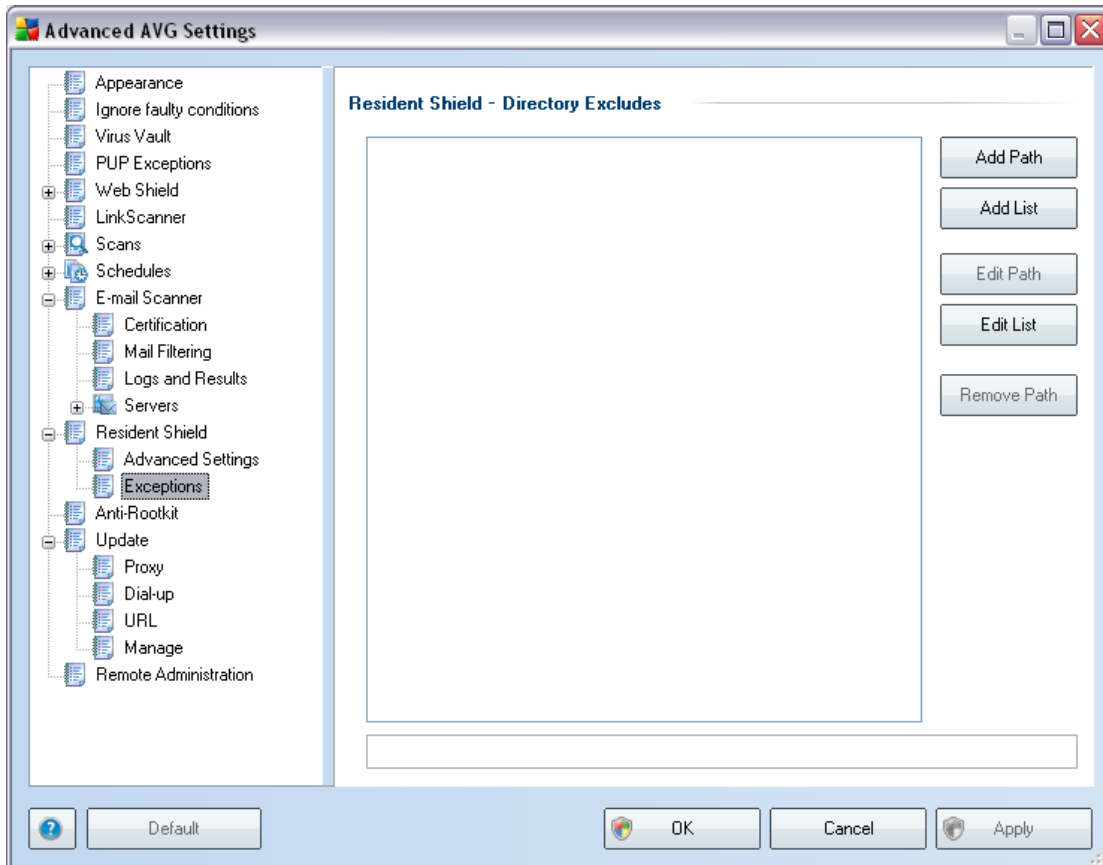 Advanced AVG Settings
Appearance
Ignore faulty conditions
Virus Vault
PUP Exceptions
Web Shield
LinkScanner
Scans
Schedules
E-mail Scanner
Certification
Mail Filtering
Logs and Results
Servers
Resident Shield
Advanced Settings
Exceptions
Anti-Rootkit
Update
Proxy
Dial-up
URL
Manage
Remote Administration
Resident Shield - Directory Excludes
Add Path
Add List
Edit Path
Edit List
Remove Path
Default
OK
Cancel
Apply